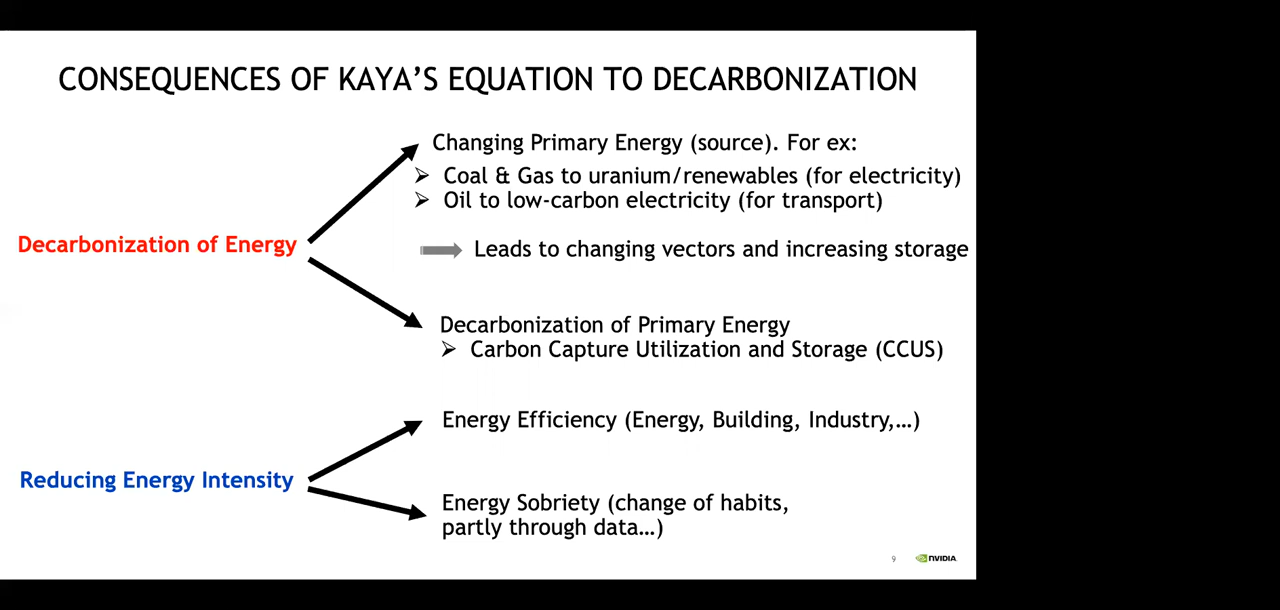 CONSEQUENCES OF KAYA'S EQUATION TO DECARBONIZATION
Changing Primary Energy (source). For ex:
➢ Coal & Gas to uranium/renewables (for electricity)
➢ Oil to low-carbon electricity (for transport)
Decarbonization of Energy
Leads to changing vectors and increasing storage
Decarbonization of Primary Energy
➢ Carbon Capture Utilization and Storage (CCUS)
Energy Efficiency (Energy, Building, Industry,…)
Reducing Energy Intensity
Energy Sobriety (change of habits,
partly through data…)
9
NVIDIA